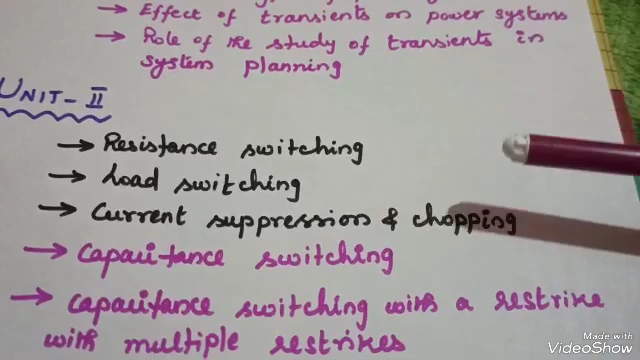 → Effect of transients on power systems
→ Role of the study of transients in
system planning
UNIT-II
→ Resistance switching
→ Load switching
→ Current suppression & chopping
→ Capacitance switching
→ Capacitance switching with a restrike
with multiple restrikes
Made with
VideoShow